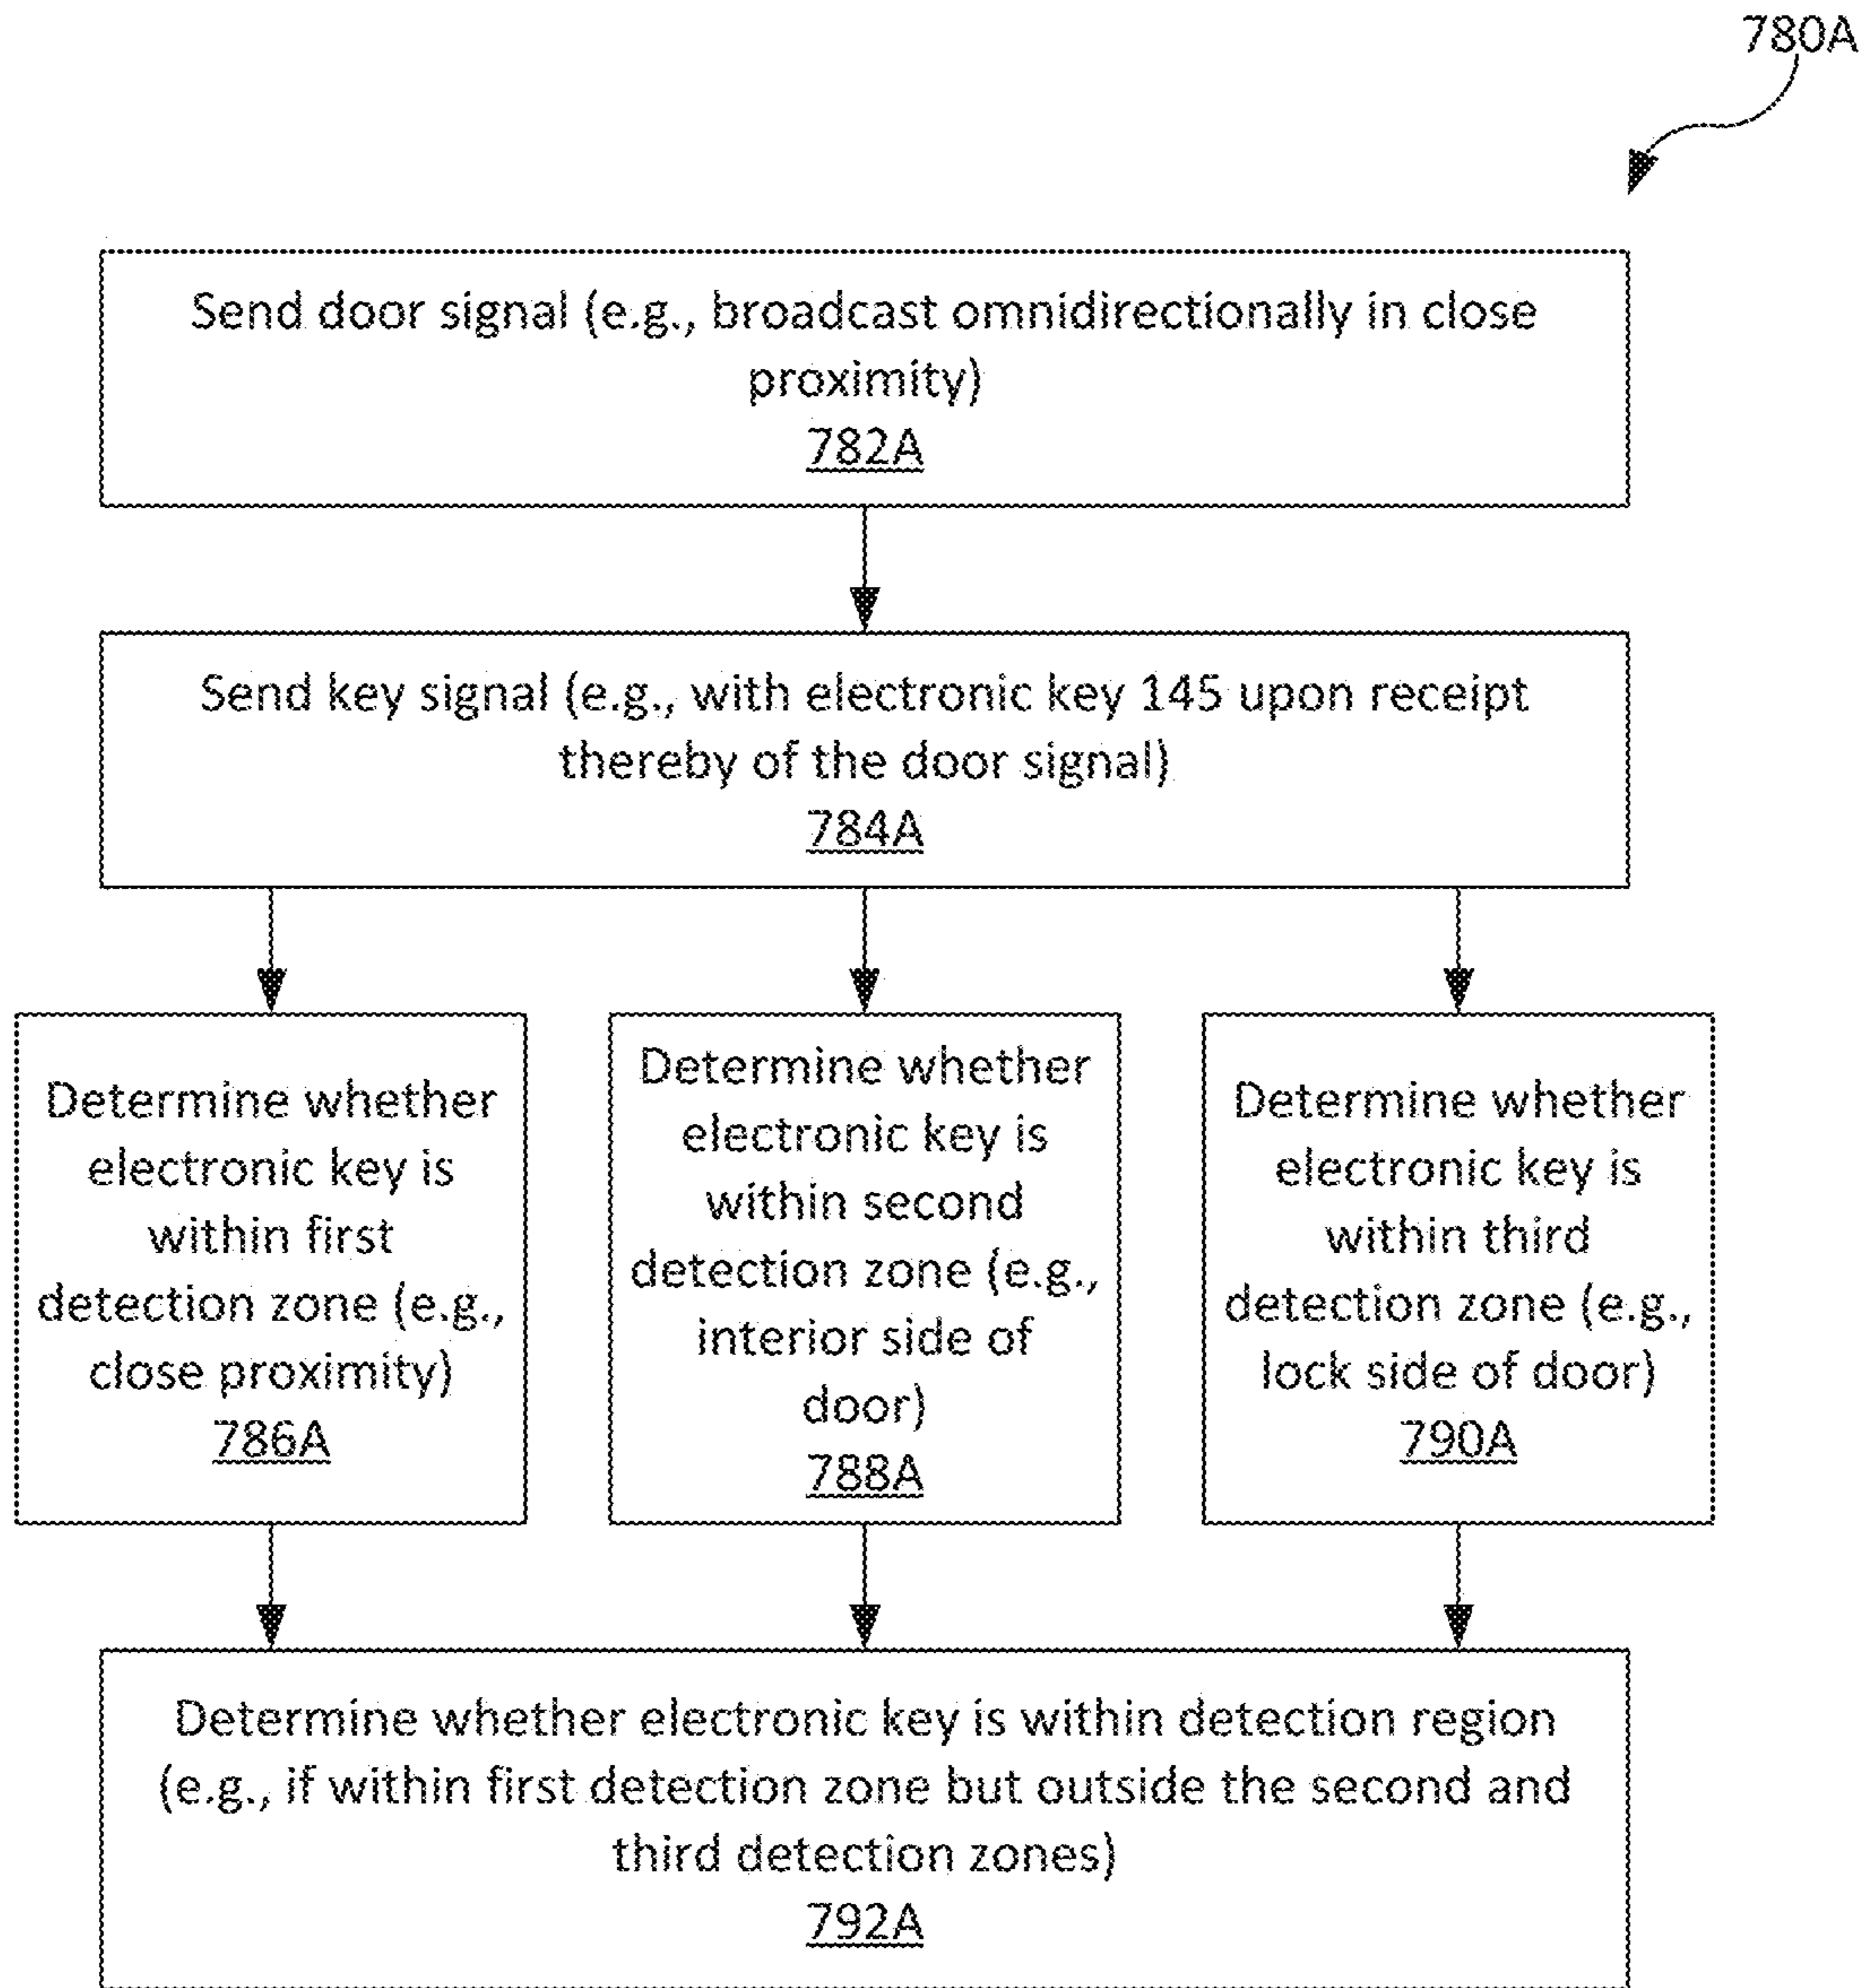 780A
Send door signal (e.g., broadcast omnidirectionally in close
proximity)
782A
Send key signal (e.g., with electronic key 145 upon receipt
thereby of the door signal)
784A
Determine whether
electronic key is
within first
detection zone (e.g.,
close proximity)
786A
Determine whether
electronic key is
within second
detection zone (e.g.,
interior side of
door)
788A
Determine whether
electronic key is
within third
detection zone (e.g.,
lock side of door)
790A
Determine whether electronic key is within detection region
(e.g., if within first detection zone but outside the second and
third detection zones)
792A